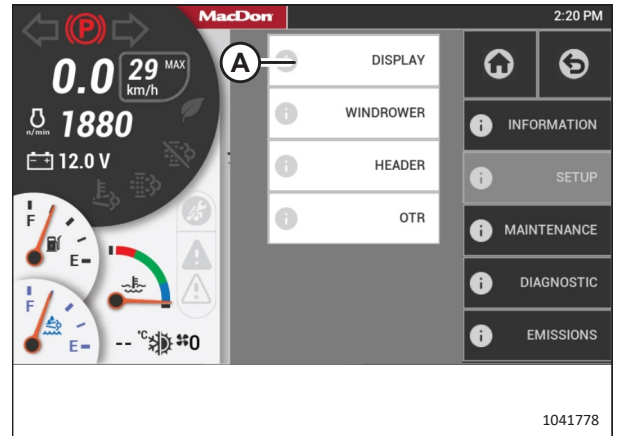 MacDon
2:20 PM
P
0.0 29 MAX
km/h
n/min 1880
12.0 V
F
E
F
E
-- °C 0
A
DISPLAY
WINDROWER
HEADER
OTR
i INFORMATION
i SETUP
i MAINTENANCE
i DIAGNOSTIC
i EMISSIONS
1041778